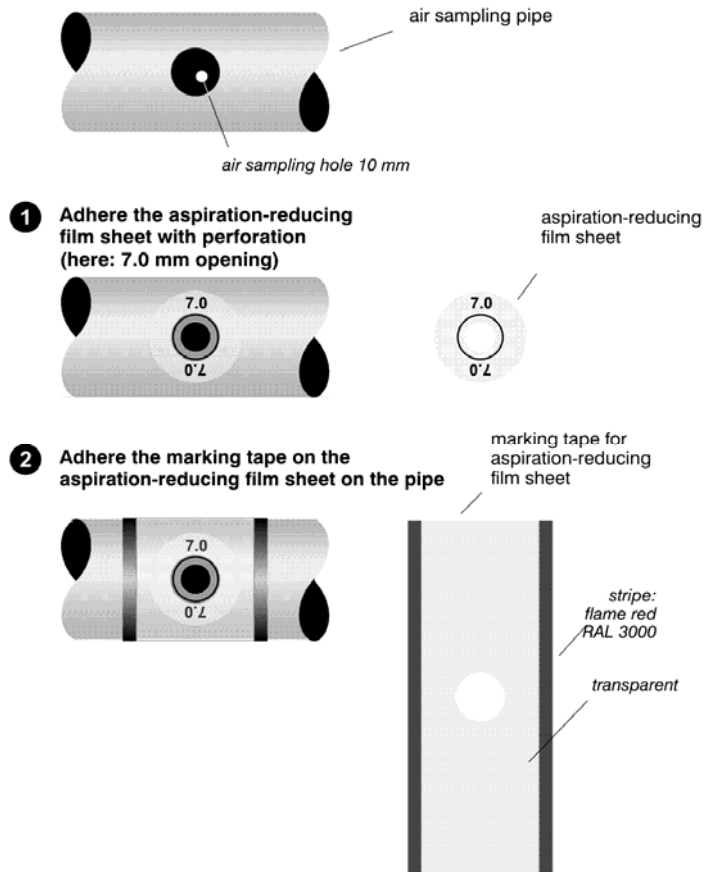 air sampling pipe
air sampling hole 10 mm
1 Adhere the aspiration-reducing
film sheet with perforation
(here: 7.0 mm opening)
aspiration-reducing
film sheet
7.0
7.0
7.0
7.0
2 Adhere the marking tape on the
aspiration-reducing film sheet on the pipe
marking tape for
aspiration-reducing
film sheet
7.0
7.0
stripe:
flame red
RAL 3000
transparent